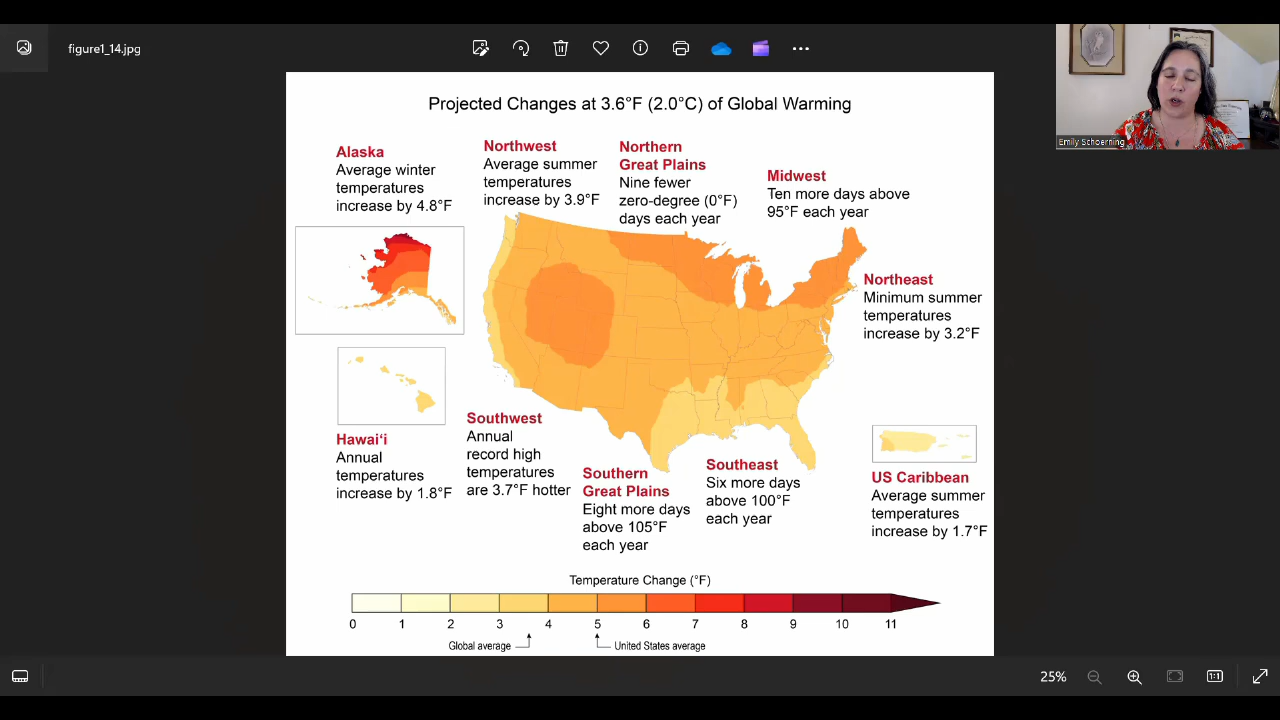 figure1_14.jpg
Emily Schoerning
Projected Changes at 3.6°F (2.0°C) of Global Warming
Alaska
Average winter
temperatures
increase by 4.8°F
Northwest
Average summer
temperatures
increase by 3.9°F
Northern
Great Plains
Nine fewer
zero-degree (0°F)
days each year
Midwest
Ten more days above
95°F each year
Northeast
Minimum summer
temperatures
increase by 3.2°F
Hawaiʻi
Annual
temperatures
increase by 1.8°F
Southwest
Annual
record high
temperatures
are 3.7°F hotter
Southern
Great Plains
Eight more days
above 105°F
each year
Southeast
Six more days
above 100°F
each year
US Caribbean
Average summer
temperatures
increase by 1.7°F
Temperature Change (°F)
0 1 2 3 4 5 6 7 8 9 10 11
Global average United States average
25%
1:1